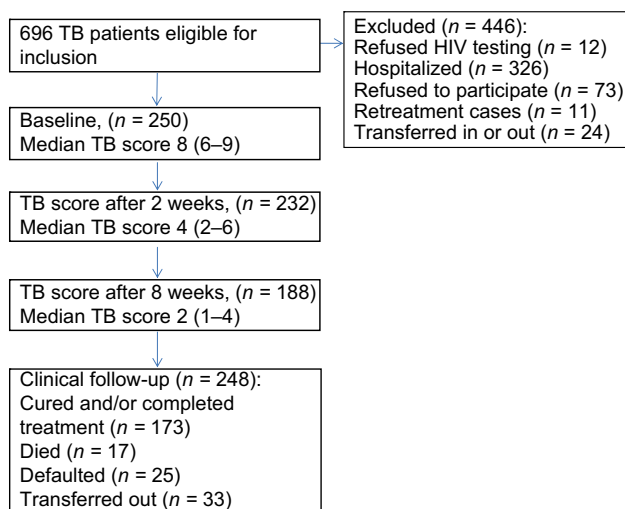 696 TB patients eligible for
inclusion
Excluded (n = 446):
Refused HIV testing (n = 12)
Hospitalized (n = 326)
Refused to participate (n = 73)
Retreatment cases (n = 11)
Transferred in or out (n = 24)
Baseline, (n = 250)
Median TB score 8 (6–9)
TB score after 2 weeks, (n = 232)
Median TB score 4 (2–6)
TB score after 8 weeks, (n = 188)
Median TB score 2 (1–4)
Clinical follow-up (n = 248):
Cured and/or completed
treatment (n = 173)
Died (n = 17)
Defaulted (n = 25)
Transferred out (n = 33)